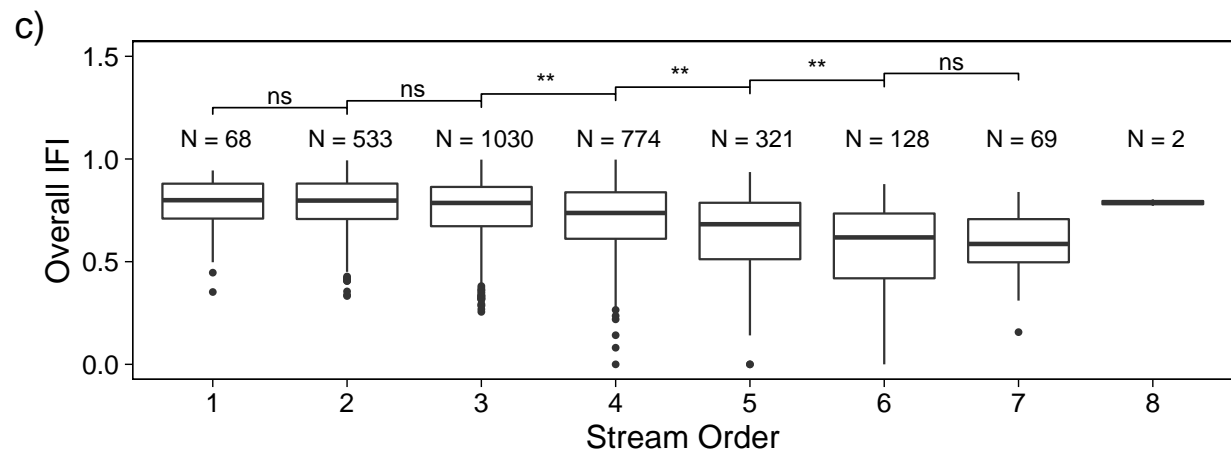 c)
1.5
ns ns ** ** ** ns
N = 68 N = 533 N = 1030 N = 774 N = 321 N = 128 N = 69 N = 2
1.0
Overall IFI
0.5
0.0
1 2 3 4 5 6 7 8
Stream Order